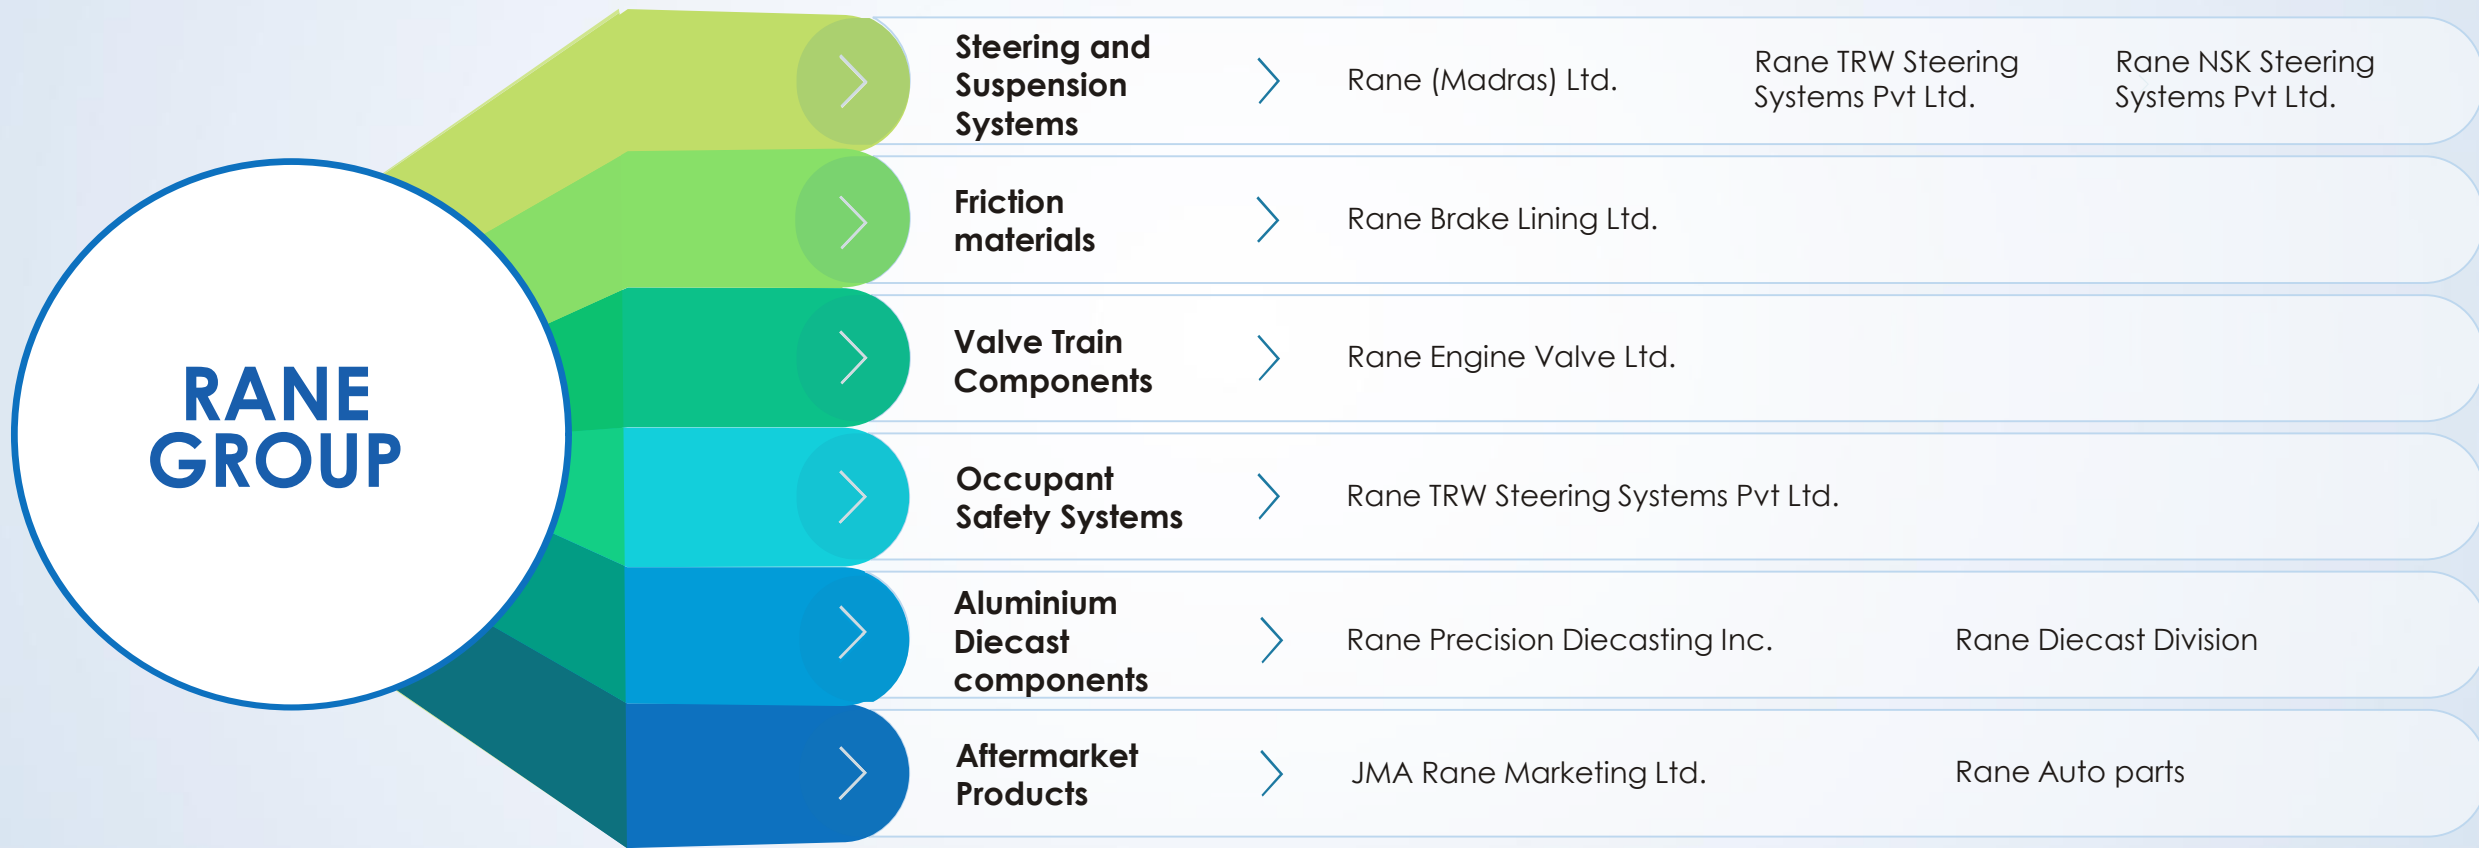 RANE
GROUP
Steering and
Suspension
Systems
Rane (Madras) Ltd.
Rane TRW Steering
Systems Pvt Ltd.
Rane NSK Steering
Systems Pvt Ltd.
Friction
materials
Rane Brake Lining Ltd.
Valve Train
Components
Rane Engine Valve Ltd.
Occupant
Safety Systems
Rane TRW Steering Systems Pvt Ltd.
Aluminium
Diecast
components
Rane Precision Diecasting Inc.
Rane Diecast Division
Aftermarket
Products
JMA Rane Marketing Ltd.
Rane Auto parts